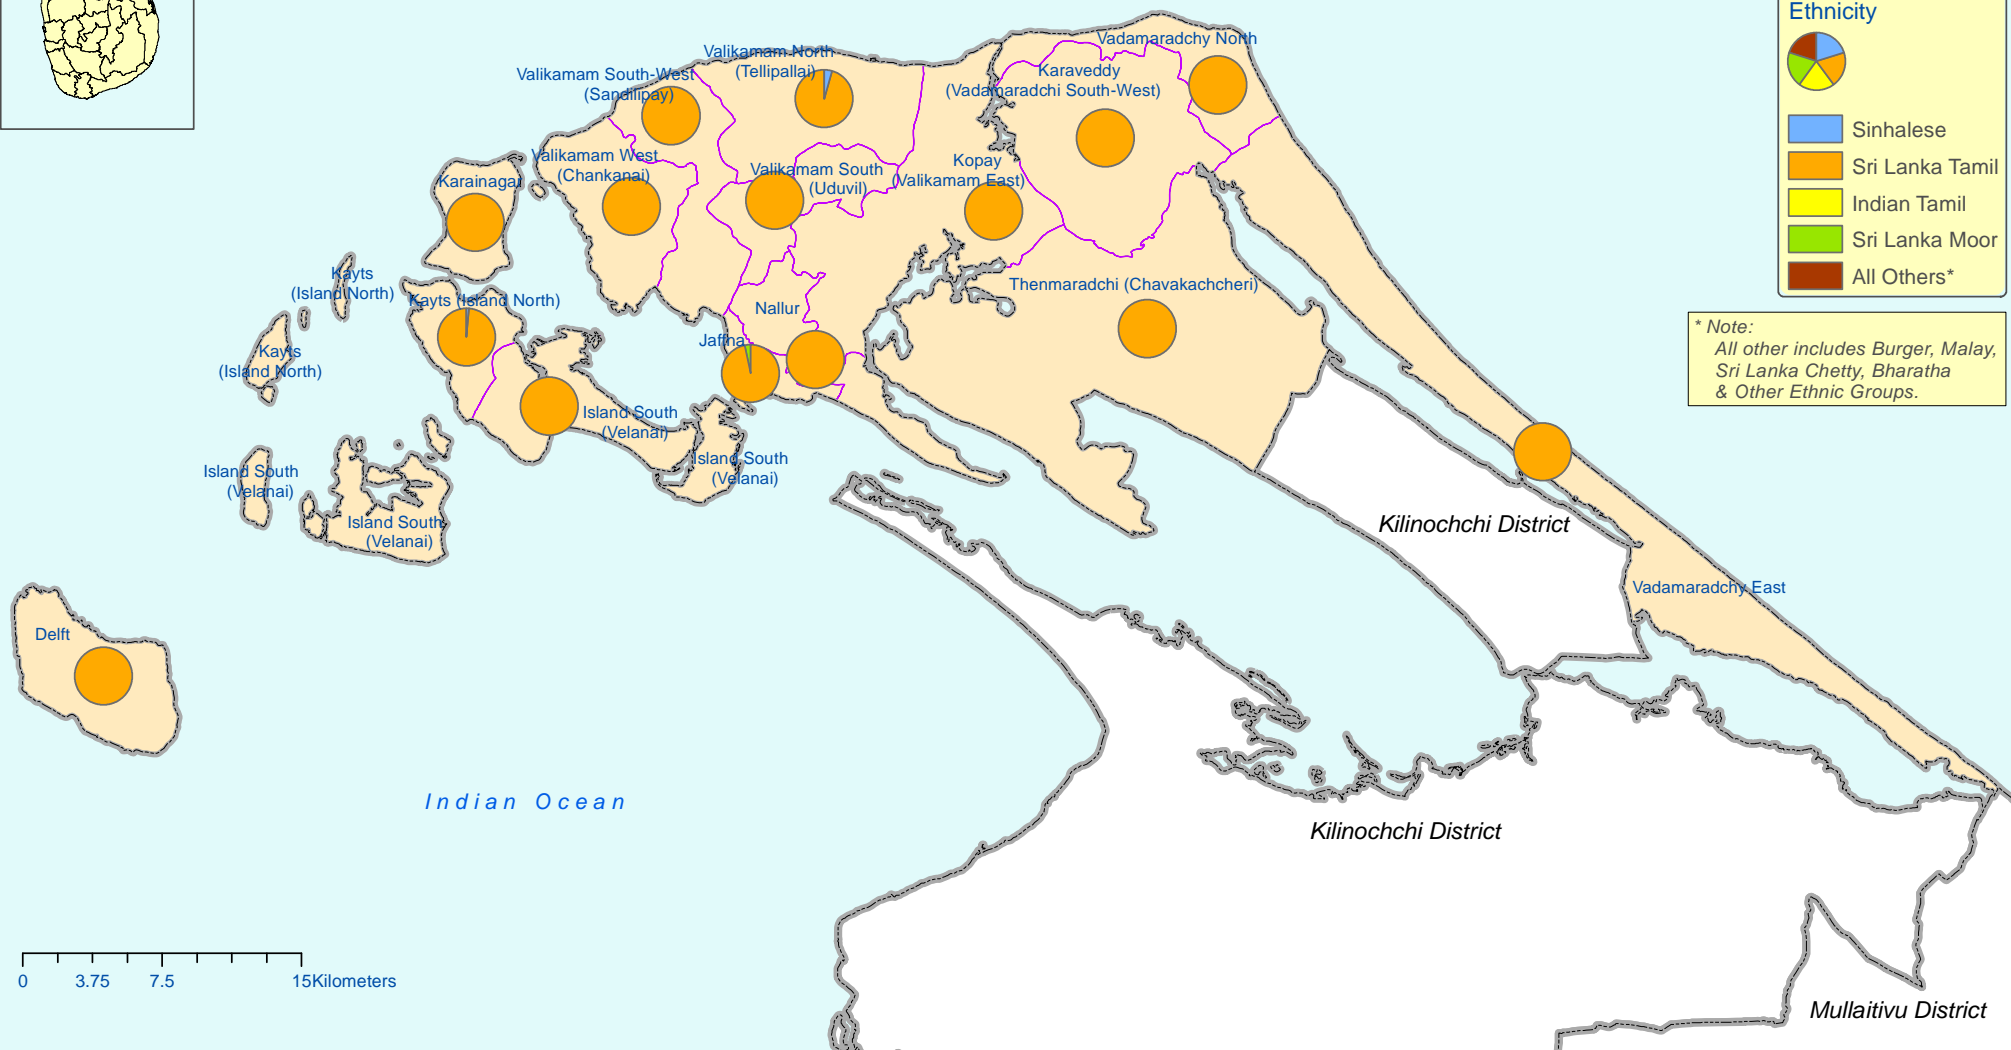 Ethnicity
Sinhalese
Sri Lanka Tamil
Indian Tamil
Sri Lanka Moor
All Others*
* Note:
All other includes Burger, Malay,
Sri Lanka Chetty, Bharatha
& Other Ethnic Groups.
Vadamaradchy North
Valikamam North
(Tellipallai)
Karaveddy
(Vadamaradchi South-West)
Valikamam South-West
(Sandilipay)
Valikamam West
(Chankanai)
Valikamam South
(Uduvil)
Kopay
(Valikamam East)
Karainagar
Kayts
(Island North)
Kayts (Island North)
Thenmaradchi (Chavakachcheri)
Nallur
Jaffna
Kayts
(Island North)
Island South
(Velanai)
Island South
(Velanai)
Island South
(Velanai)
Island South
(Velanai)
Kilinochchi District
Vadamaradchy East
Delft
Indian Ocean
Kilinochchi District
0
3.75
7.5
15Kilometers
Mullaitivu District